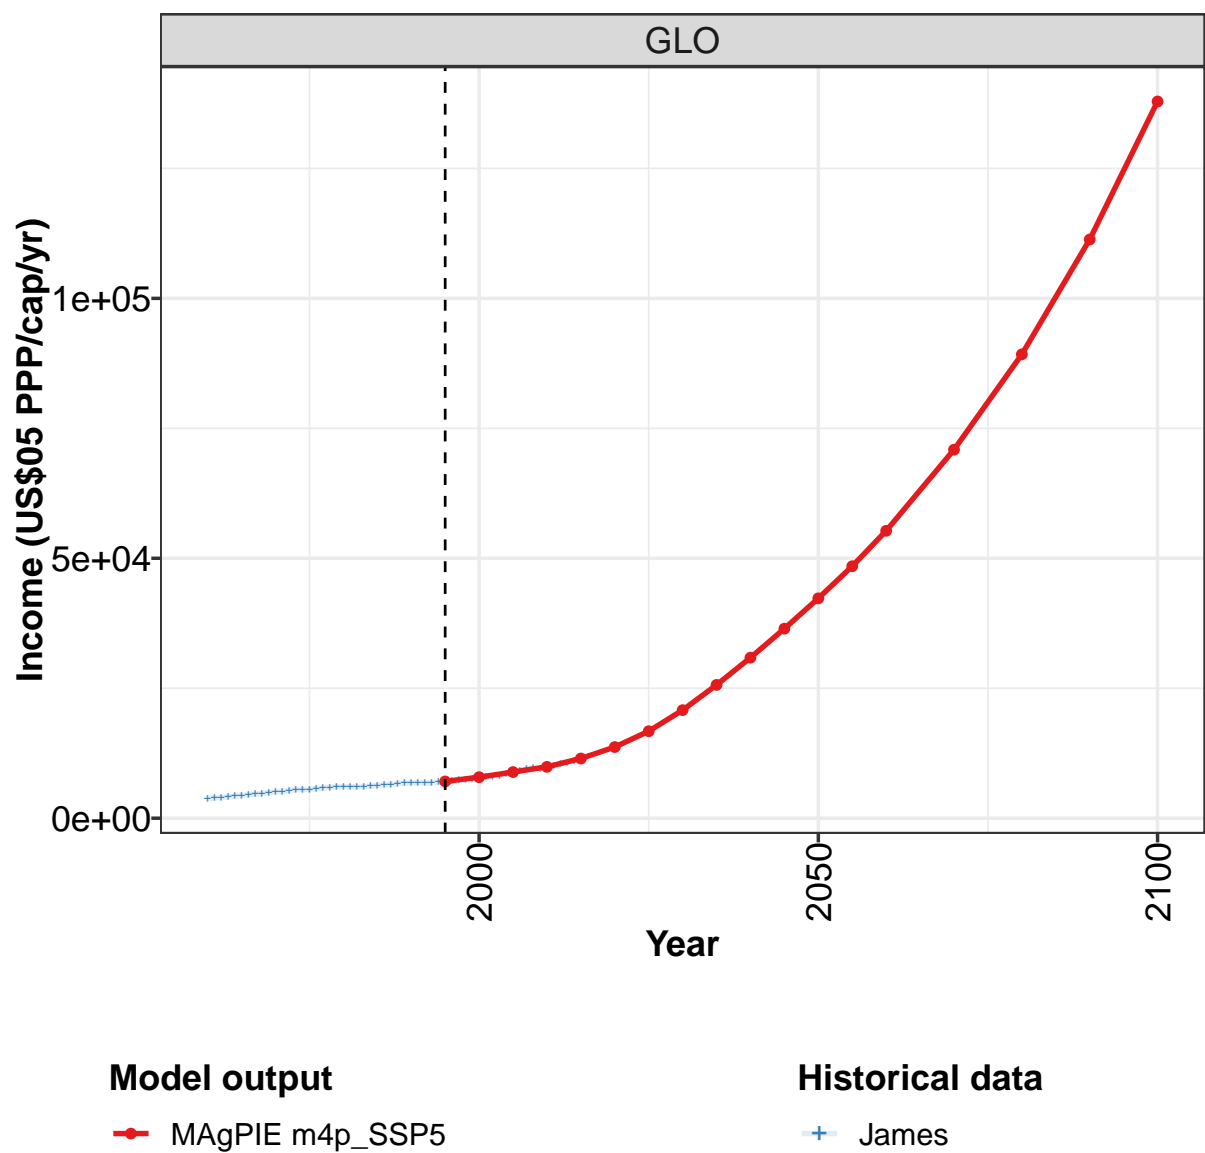 GLO
Income (US$05 PPP/cap/yr)
1e+05
5e+04
0e+00
2000
2050
2100
Year
Model output
MAgPIE m4p_SSP5
Historical data
James